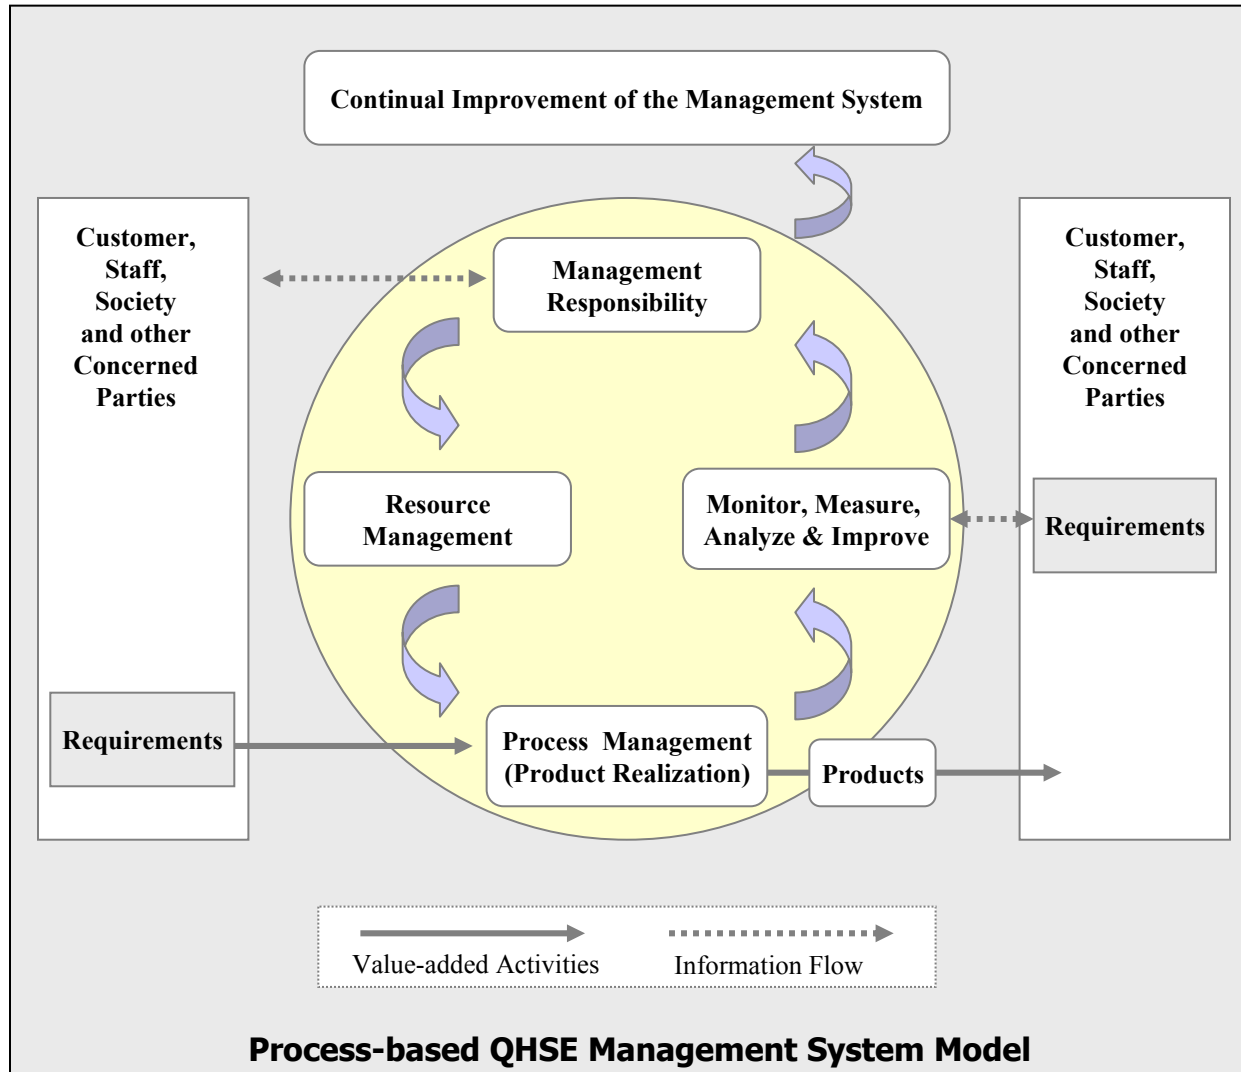 Continual Improvement of the Management System
Customer,
Staff,
Society
and other
Concerned
Parties
Requirements
Management
Responsibility
Resource
Management
Monitor, Measure,
Analyze & Improve
Process Management
(Product Realization)
Products
Customer,
Staff,
Society
and other
Concerned
Parties
Requirements
Value-added Activities
Information Flow
Process-based QHSE Management System Model